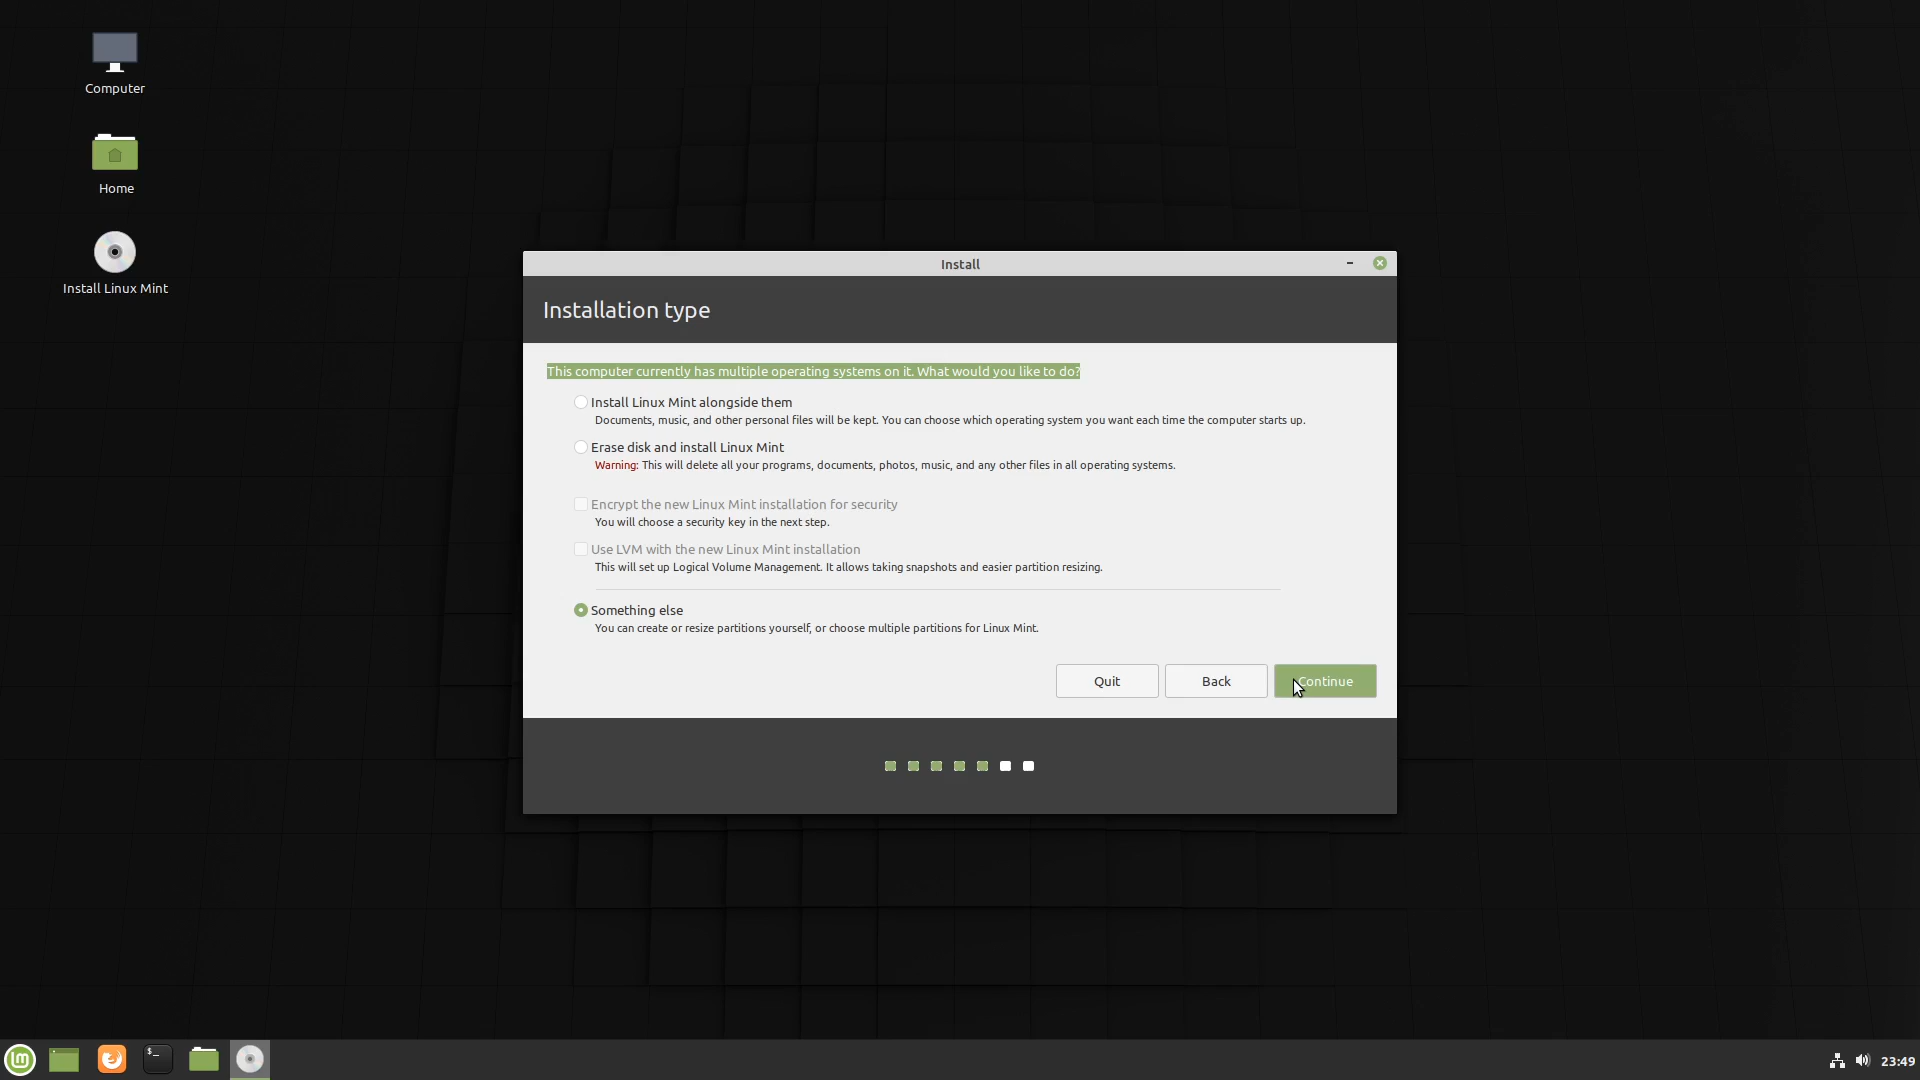 Computer
Home
Install Linux Mint
Install
Installation type
This computer currently has multiple operating systems on it. What would you like to do?
Install Linux Mint alongside them
Documents, music, and other personal files will be kept. You can choose which operating system you want each time the computer starts up.
Erase disk and install Linux Mint
Warning: This will delete all your programs, documents, photos, music, and any other files in all operating systems.
Encrypt the new Linux Mint installation for security
You will choose a security key in the next step.
Use LVM with the new Linux Mint installation
This will set up Logical Volume Management. It allows taking snapshots and easier partition resizing.
Something else
You can create or resize partitions yourself, or choose multiple partitions for Linux Mint.
Quit
Back
Continue
$_
23:49